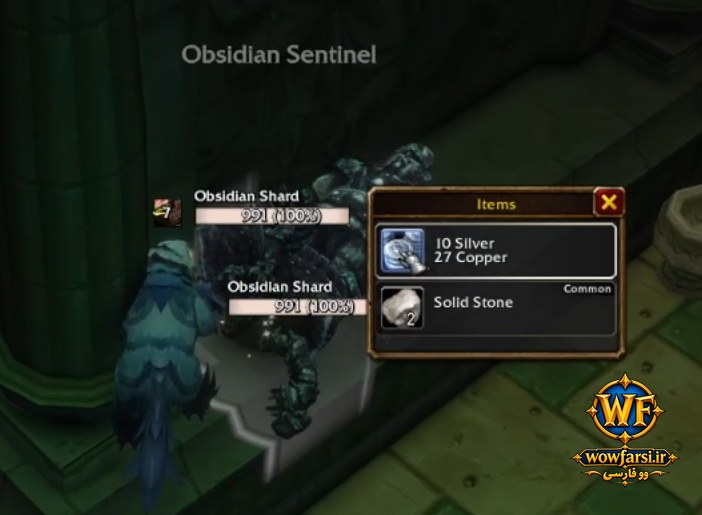 Obsidian Sentinel
7
Obsidian Shard
991 (100%)
Obsidian Shard
991 (100%)
Items
10 Silver
27 Copper
Common
Solid Stone
2
WF
wowfarsi.ir
وو فارسی